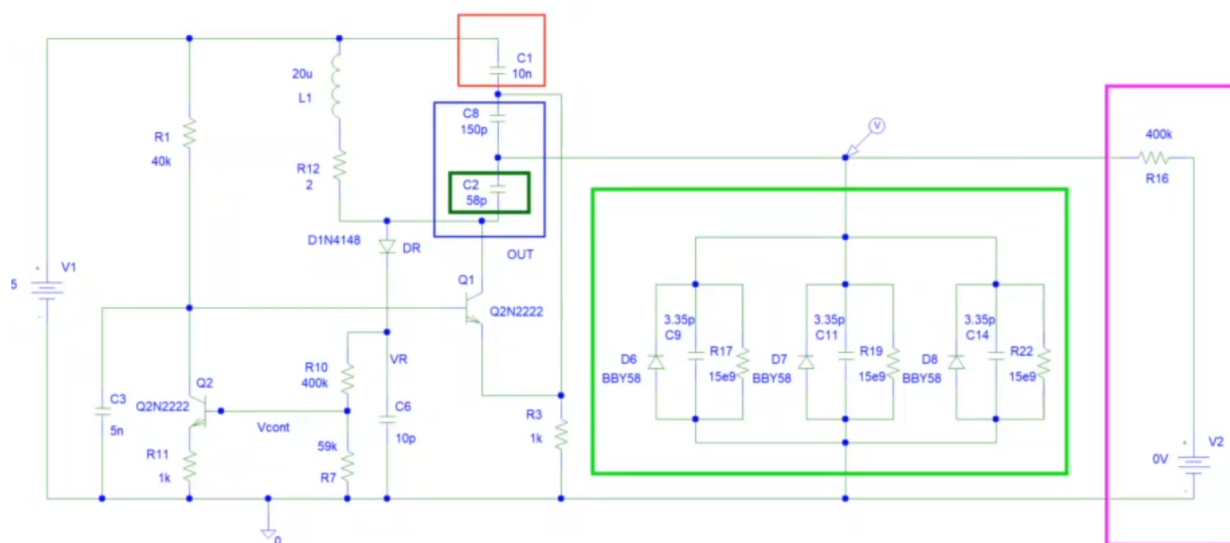 C1
10n
20u
L1
C8
150p
V
R1
40k
R12
2
C2
58p
400k
R16
D1N4148
DR
OUT
V1
5
Q1
Q2N2222
3.35p
C9
R17
15e9
D6
BBY58
3.35p
C11
R19
15e9
D7
BBY58
3.35p
C14
R22
15e9
D8
BBY58
VR
R10
400k
Q2
Q2N2222
C3
5n
Vcont
C6
10p
R3
1k
R11
1k
59k
R7
V2
0V
0